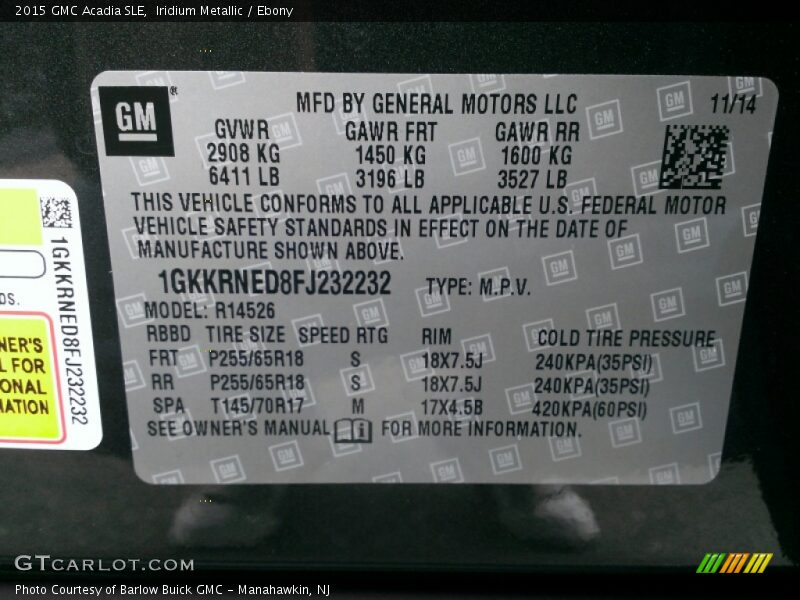 2015 GMC Acadia SLE,  Iridium Metallic / Ebony
GM ®
MFD BY GENERAL MOTORS LLC
11/14
GVWR GAWR FRT GAWR RR
2908 KG 1450 KG 1600 KG
6411 LB 3196 LB 3527 LB
THIS VEHICLE CONFORMS TO ALL APPLICABLE U.S. FEDERAL MOTOR
VEHICLE SAFETY STANDARDS IN EFFECT ON THE DATE OF
MANUFACTURE SHOWN ABOVE.
1GKKRNED8FJ232232 TYPE: M.P.V.
MODEL: R14526
RBBD TIRE SIZE SPEED RTG RIM COLD TIRE PRESSURE
FRT P255/65R18 S 18X7.5J 240KPA(35PSI)
RR P255/65R18 S 18X7.5J 240KPA(35PSI)
SPA T145/70R17 M 17X4.5B 420KPA(60PSI)
SEE OWNER'S MANUAL FOR MORE INFORMATION.
1GKKRNED8FJ232232
DS.
NER'S
L FOR
ONAL
MATION
GTCARLOT.COM
Photo Courtesy of Barlow Buick GMC - Manahawkin, NJ